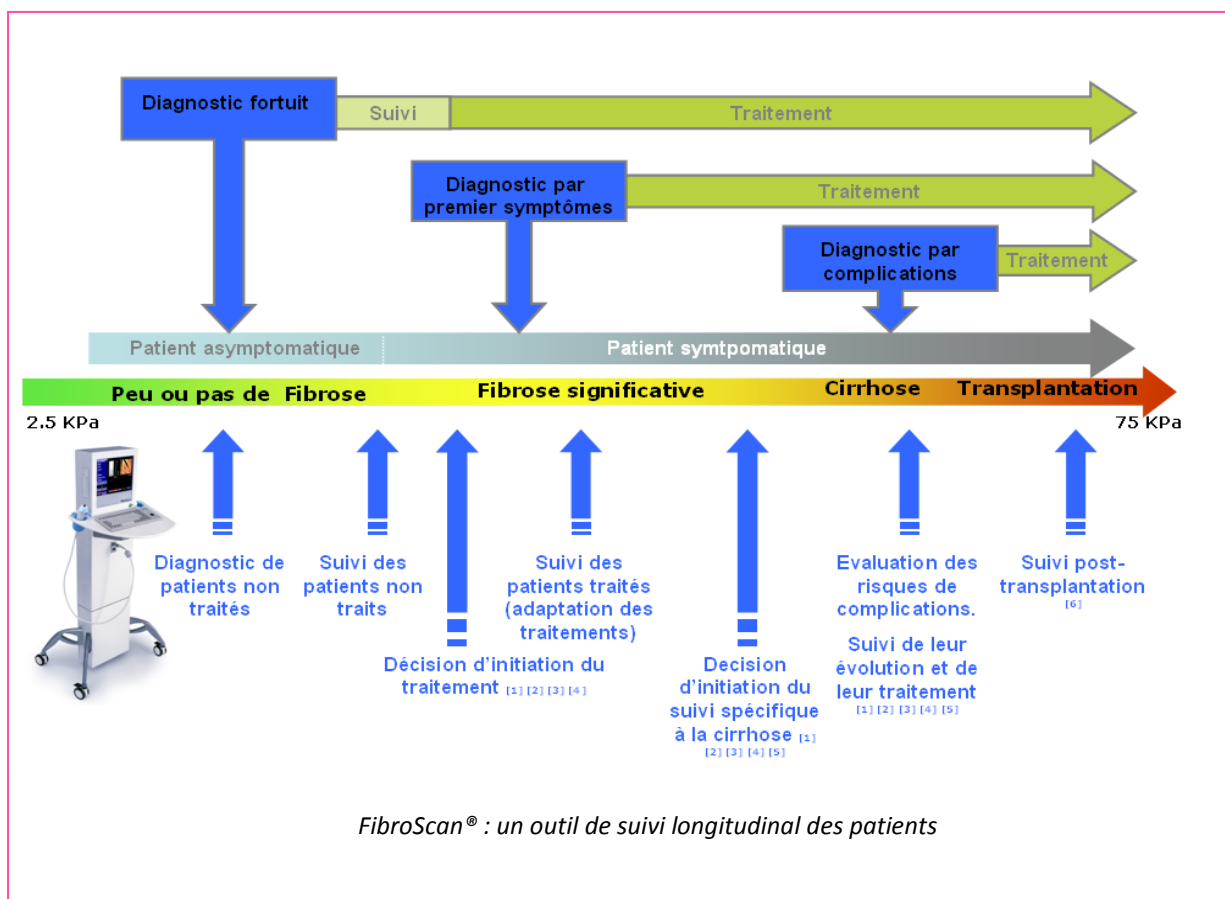 Diagnostic fortuit
Suivi
Traitement
Diagnostic par
premier symptômes
Traitement
Diagnostic par
complications
Traitement
Patient asymptomatique
Patient symtpomatique
Peu ou pas de Fibrose
Fibrose significative
Cirrhose
Transplantation
2.5 KPa
75 KPa
Diagnostic de
patients non
traités
Suivi des
patients non
traits
Décision d'initiation du
traitement [1] [2] [3] [4]
Suivi des
patients traités
(adaptation des
traitements)
Decision
d'initiation du
suivi spécifique
à la cirrhose [1]
[2] [3] [4] [5]
Evaluation des
risques de
complications.
Suivi de leur
évolution et de
leur traitement
[1] [2] [3] [4] [5]
Suivi post-
transplantation
[6]
FibroScan® : un outil de suivi longitudinal des patients